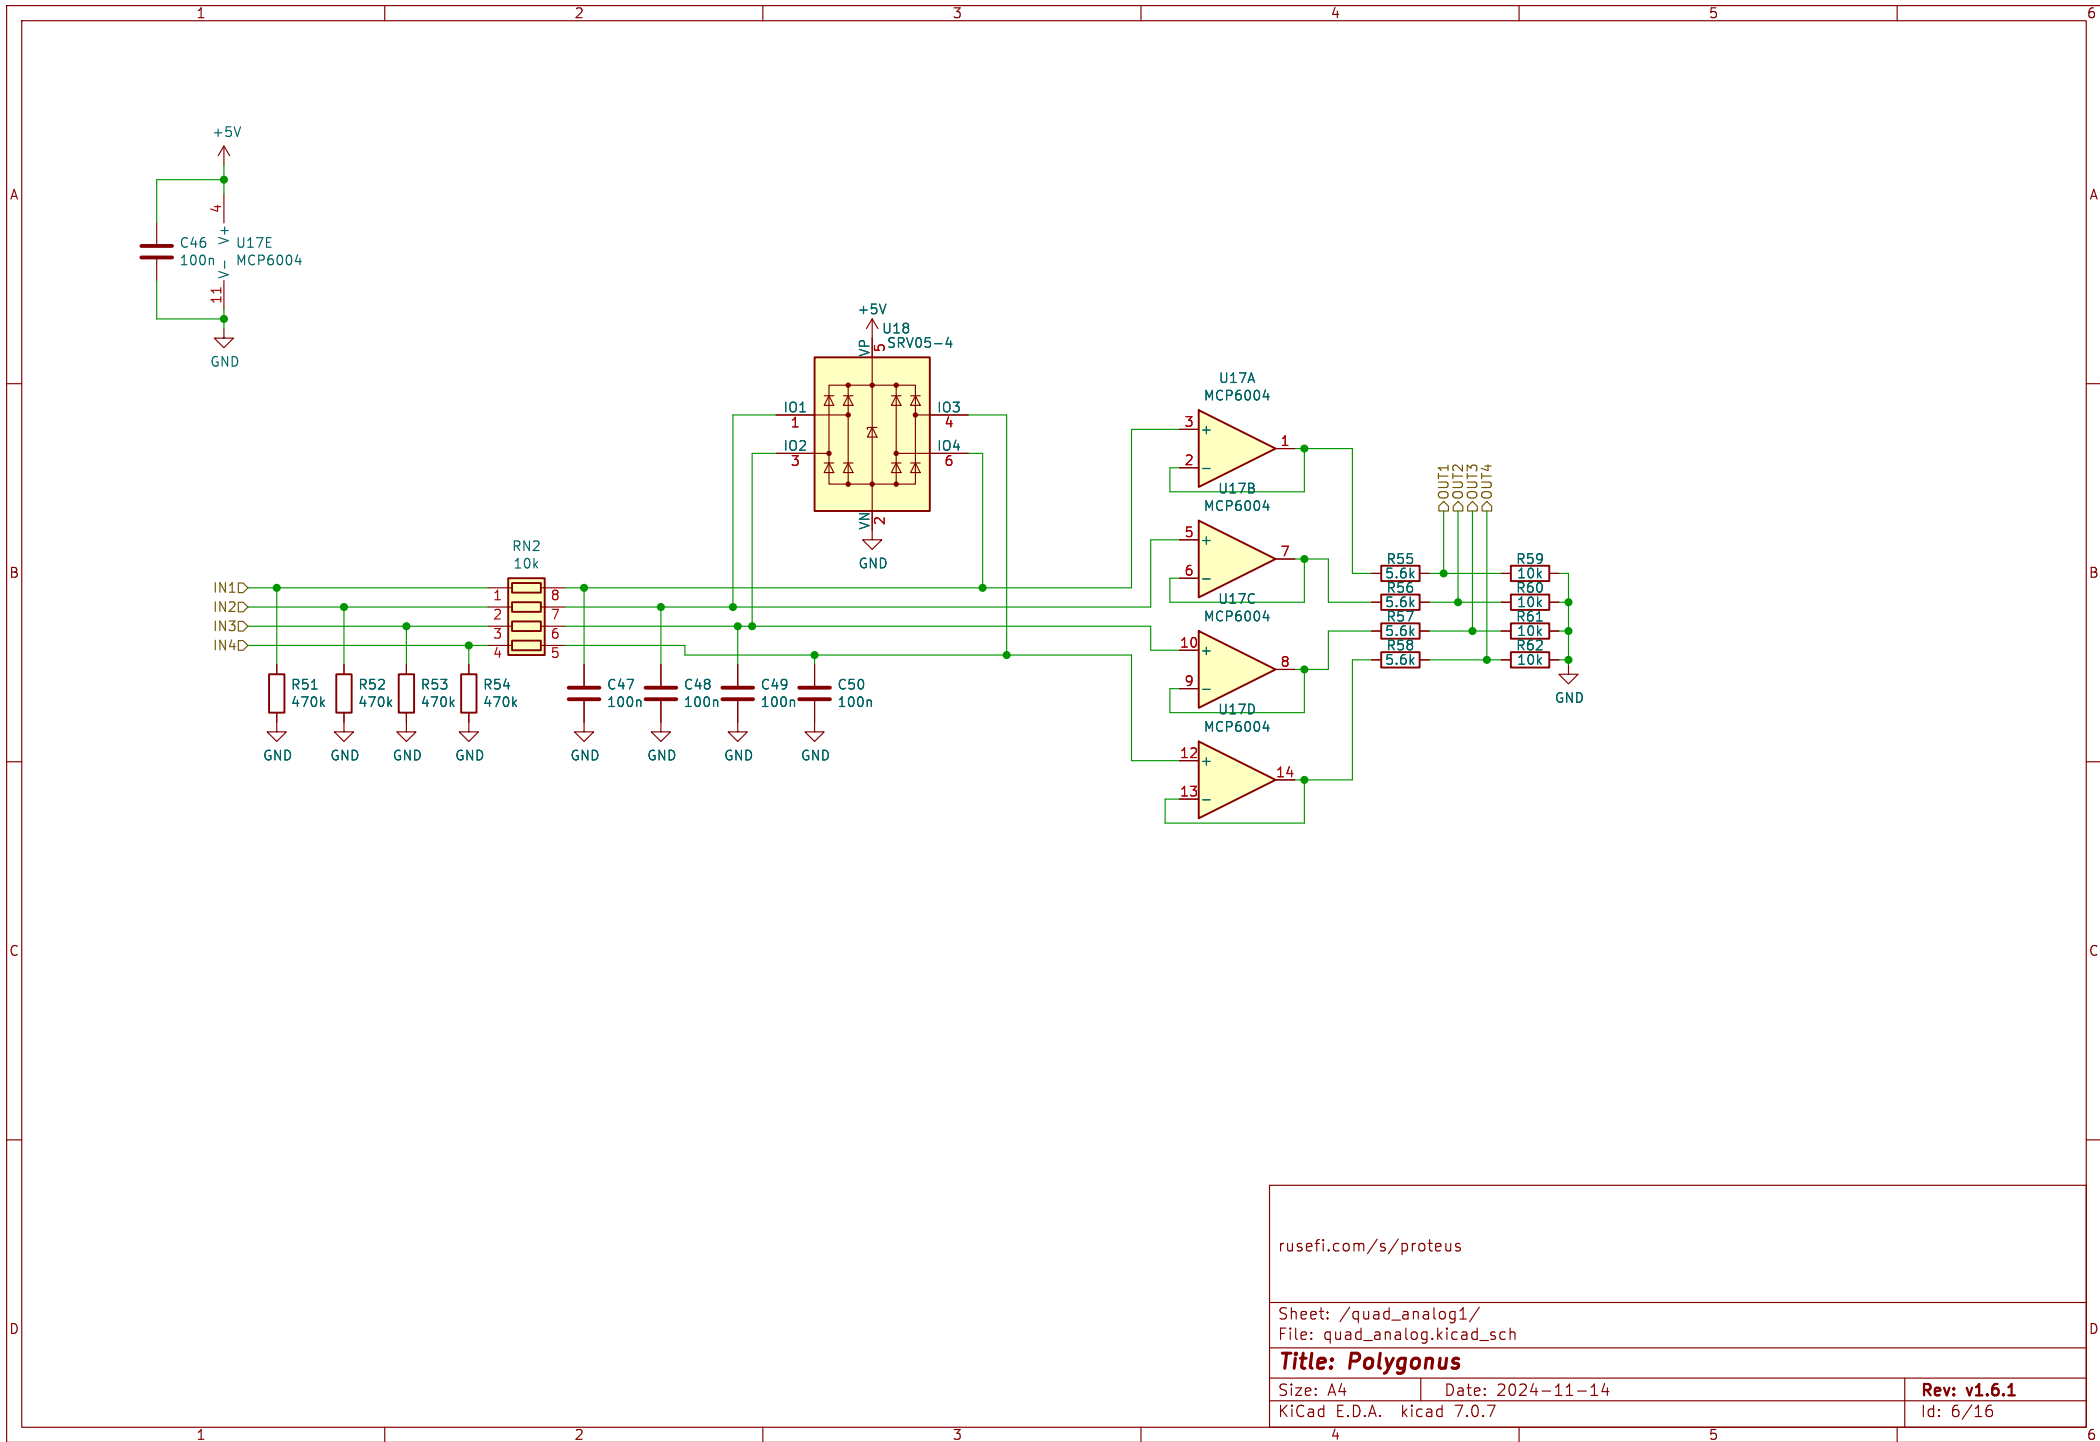 1 2 3 4 5 6
A A
B B
C C
D D
+5V
4
V+
C46
100n
U17E
MCP6004
V-
11
GND
+5V
U18
SRV05-4
VP
5
IO1
1
IO2
3
IO3
4
IO4
6
VN
2
GND
RN2
10k
IN1
IN2
IN3
IN4
1
2
3
4
8
7
6
5
R51
470k
GND
R52
470k
GND
R53
470k
GND
R54
470k
GND
C47
100n
GND
C48
100n
GND
C49
100n
GND
C50
100n
GND
U17A
MCP6004
3
+
2
-
1
U17B
MCP6004
5
+
6
-
7
U17C
MCP6004
10
+
9
-
8
U17D
MCP6004
12
+
13
-
14
OUT1
OUT2
OUT3
OUT4
R55
5.6k
R56
5.6k
R57
5.6k
R58
5.6k
R59
10k
R60
10k
R61
10k
R62
10k
GND
rusefi.com/s/proteus
Sheet: /quad_analog1/
File: quad_analog.kicad_sch
Title: Polygonus
Size: A4 Date: 2024-11-14 Rev: v1.6.1
KiCad E.D.A. kicad 7.0.7 Id: 6/16
1 2 3 4 5 6